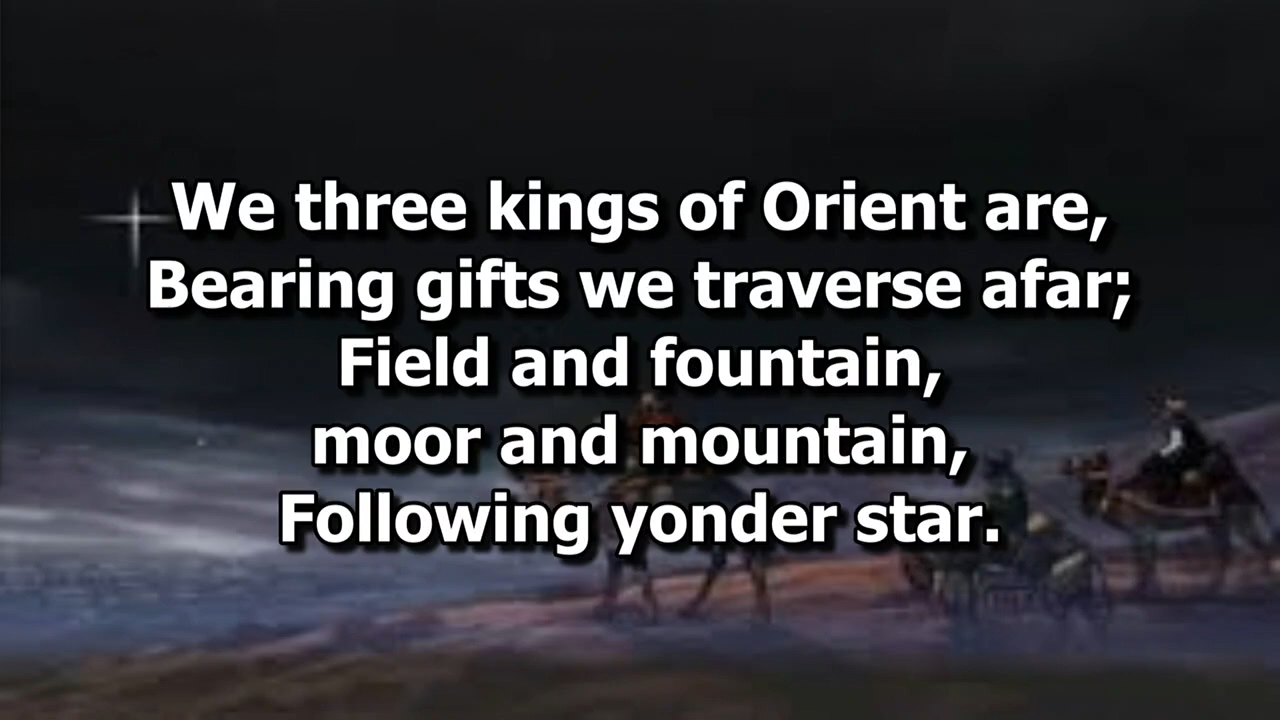 We three kings of Orient are,
Bearing gifts we traverse afar;
Field and fountain,
moor and mountain,
Following yonder star.